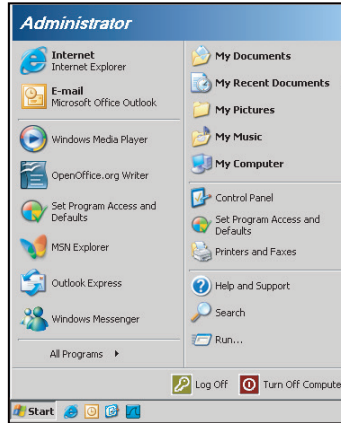 Administrator
Internet
Internet Explorer
E-mail
Microsoft Office Outlook
Windows Media Player
OpenOffice.org Writer
Set Program Access and
Defaults
MSN Explorer
Outlook Express
Windows Messenger
All Programs
My Documents
My Recent Documents
My Pictures
My Music
My Computer
Control Panel
Set Program Access and
Defaults
Printers and Faxes
Help and Support
Search
Run...
Log Off Turn Off Compute
Start